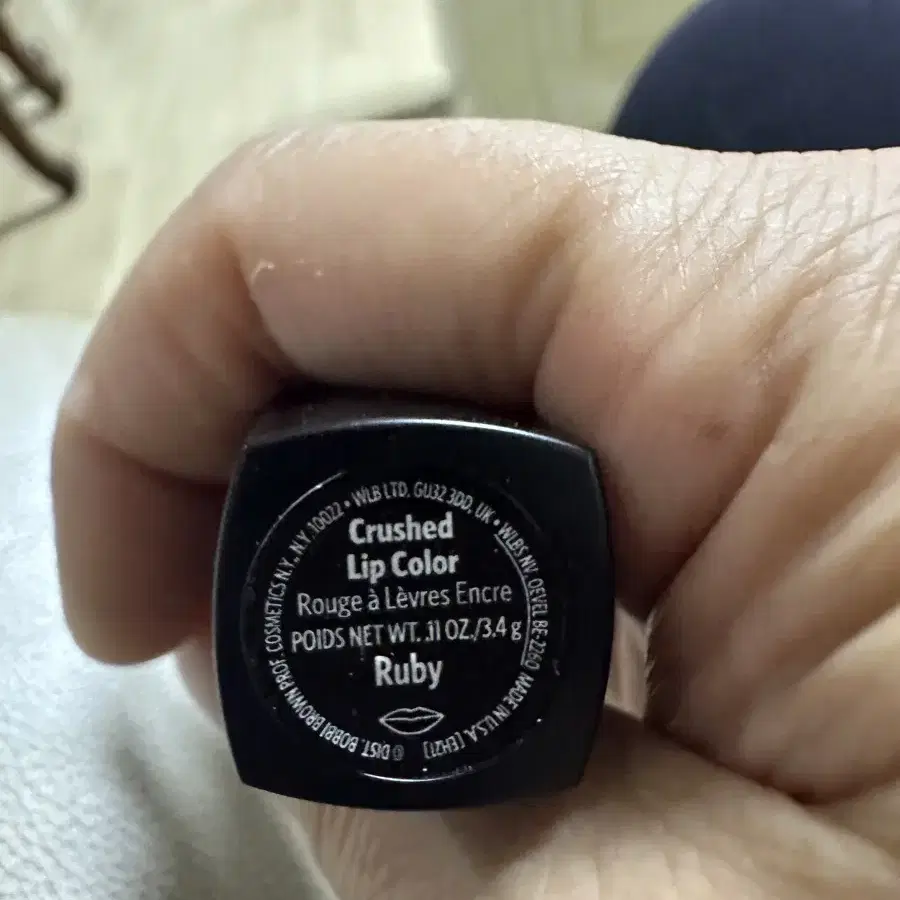 Crushed
Lip Color
Rouge à Lèvres Encre
POIDS NET WT. .11 OZ./3.4 g
Ruby
© DIST. BOBBI BROWN PROF. COSMETICS N.Y., N.Y. 10022 • WLB LTD, GU32 3DD, UK • WLBS NV, OEVEL BE-2260 MADE IN U.S.A. [EH21]